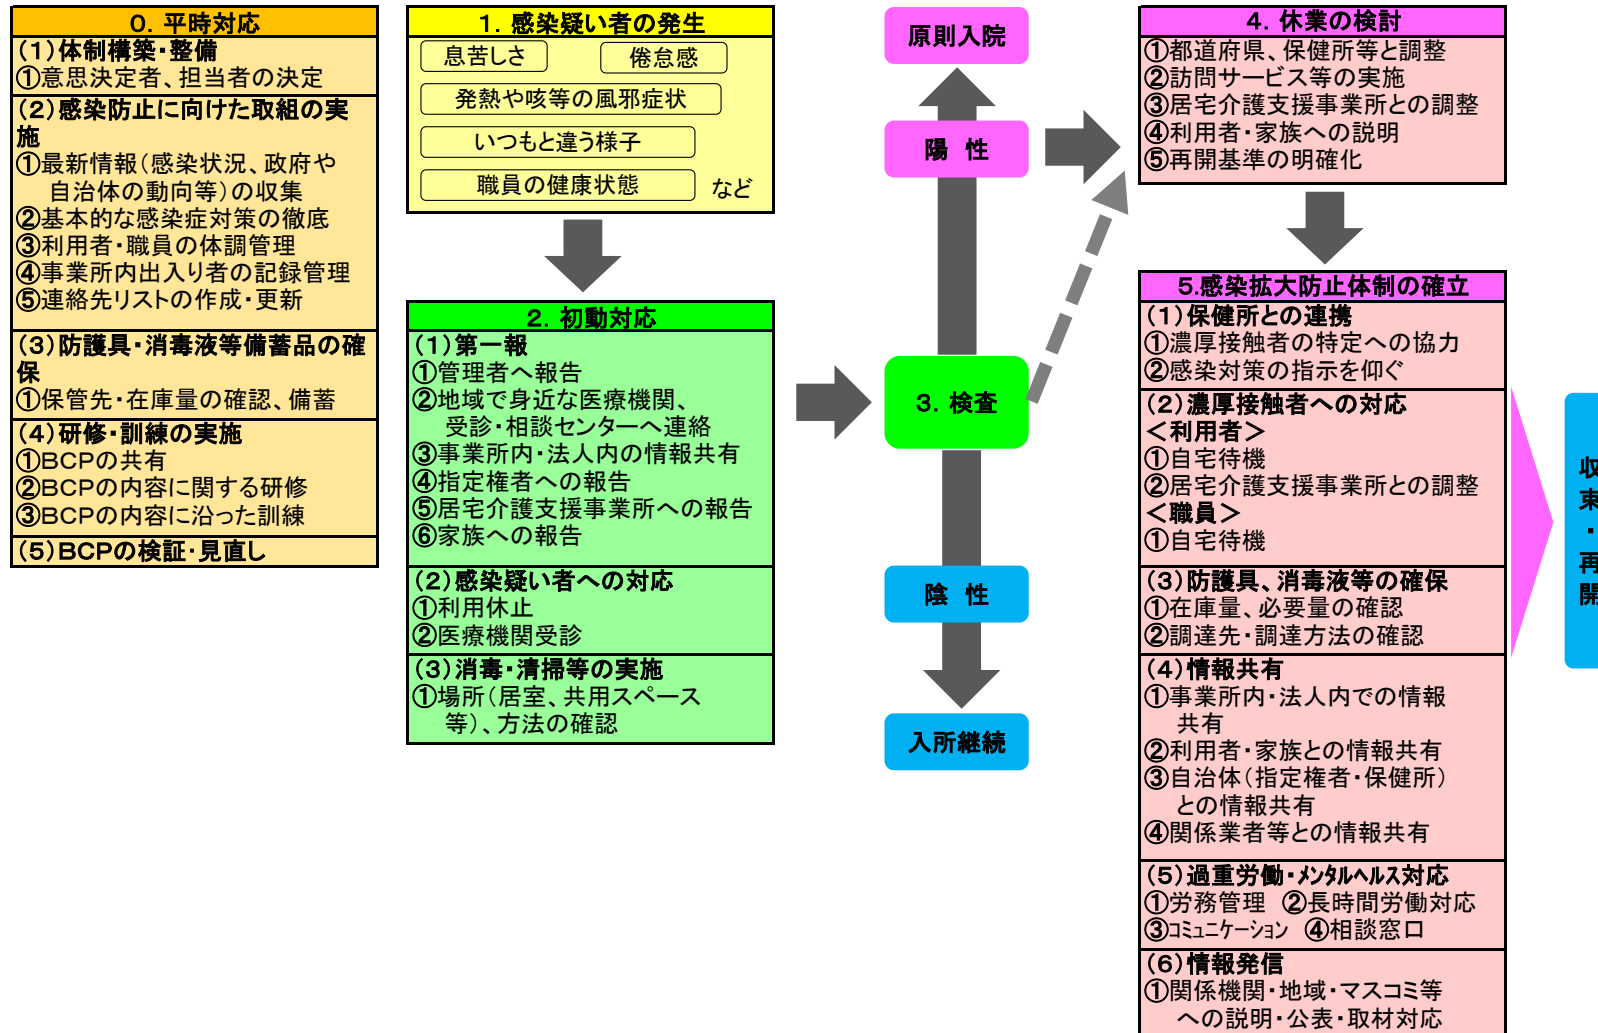 0. 平時対応
(1)体制構築・整備
①意思決定者、担当者の決定
(2)感染防止に向けた取組の実
施
①最新情報(感染状況、政府や
自治体の動向等)の収集
②基本的な感染症対策の徹底
③利用者・職員の体調管理
④事業所内出入り者の記録管理
⑤連絡先リストの作成・更新
(3)防護具・消毒液等備蓄品の確
保
①保管先・在庫量の確認、備蓄
(4)研修・訓練の実施
①BCPの共有
②BCPの内容に関する研修
③BCPの内容に沿った訓練
(5)BCPの検証・見直し
1. 感染疑い者の発生
息苦しさ
倦怠感
発熱や咳等の風邪症状
いつもと違う様子
職員の健康状態
など
2. 初動対応
(1)第一報
①管理者へ報告
②地域で身近な医療機関、
受診・相談センターへ連絡
③事業所内・法人内の情報共有
④指定権者への報告
⑤居宅介護支援事業所への報告
⑥家族への報告
(2)感染疑い者への対応
①利用休止
②医療機関受診
(3)消毒・清掃等の実施
①場所(居室、共用スペース
等)、方法の確認
原則入院
陽 性
3. 検査
陰 性
入所継続
4. 休業の検討
①都道府県、保健所等と調整
②訪問サービス等の実施
③居宅介護支援事業所との調整
④利用者・家族への説明
⑤再開基準の明確化
5.感染拡大防止体制の確立
(1)保健所との連携
①濃厚接触者の特定への協力
②感染対策の指示を仰ぐ
(2)濃厚接触者への対応
<利用者>
①自宅待機
②居宅介護支援事業所との調整
<職員>
①自宅待機
(3)防護具、消毒液等の確保
①在庫量、必要量の確認
②調達先・調達方法の確認
(4)情報共有
①事業所内・法人内での情報
共有
②利用者・家族との情報共有
③自治体(指定権者・保健所)
との情報共有
④関係業者等との情報共有
(5)過重労働・メンタルヘルス対応
①労務管理 ②長時間労働対応
③コミュニケーション ④相談窓口
(6)情報発信
①関係機関・地域・マスコミ等
への説明・公表・取材対応
収
束
・
再
開